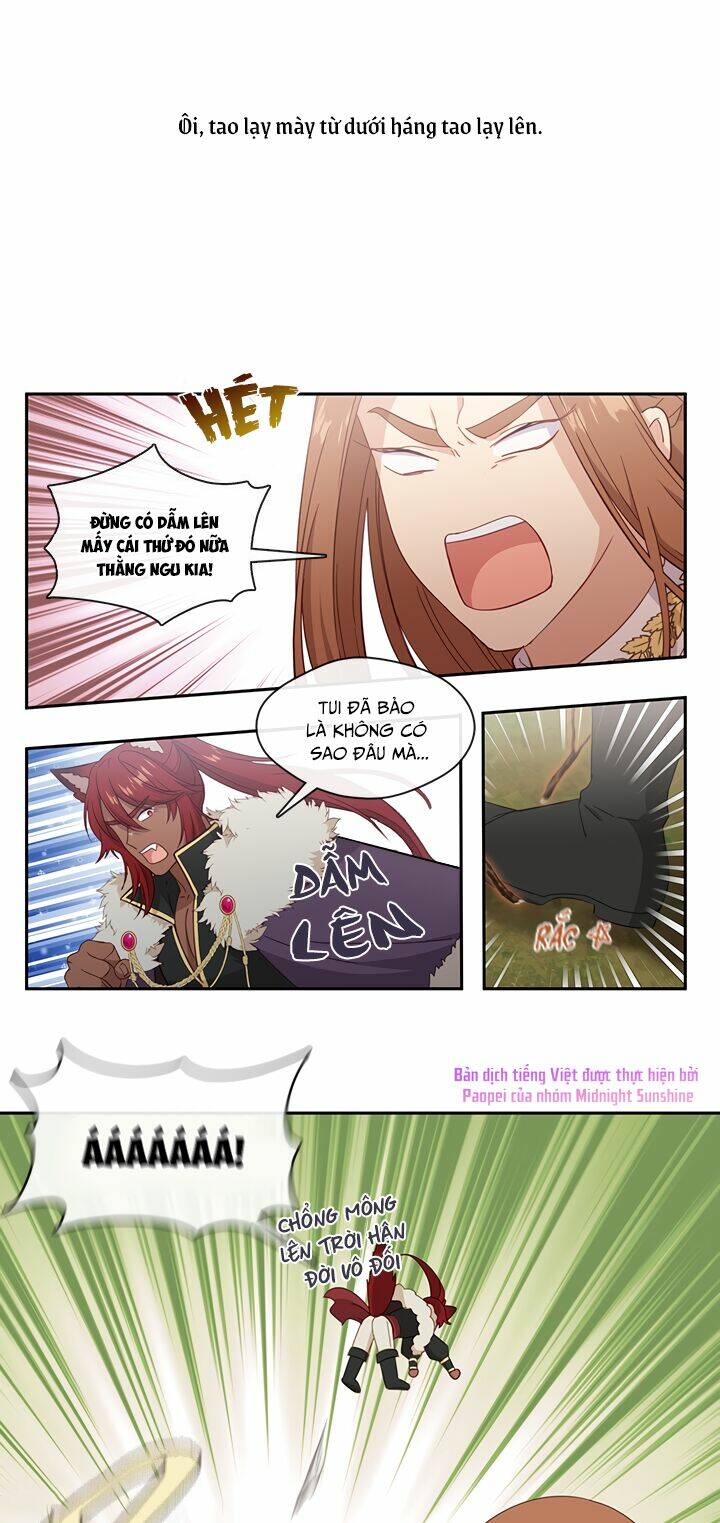 Ôi, tao lạy mày từ dưới háng tao lạy lên.
HÉT
ĐỪNG CÓ DẪM LÊN
MẤY CÁI THỨ ĐÓ NỮA
THẰNG NGU KIA!
TUI ĐÃ BẢO
LÀ KHÔNG CÓ
SAO ĐÂU MÀ...
DẪM
LÊN
RẮC
Bản dịch tiếng Việt được thực hiện bởi
Paopei của nhóm Midnight Sunshine
ÁÁÁÁÁÁÁ!
CHỔNG MÔNG
LÊN TRỜI HẬN
ĐỜI VÔ ĐỐI